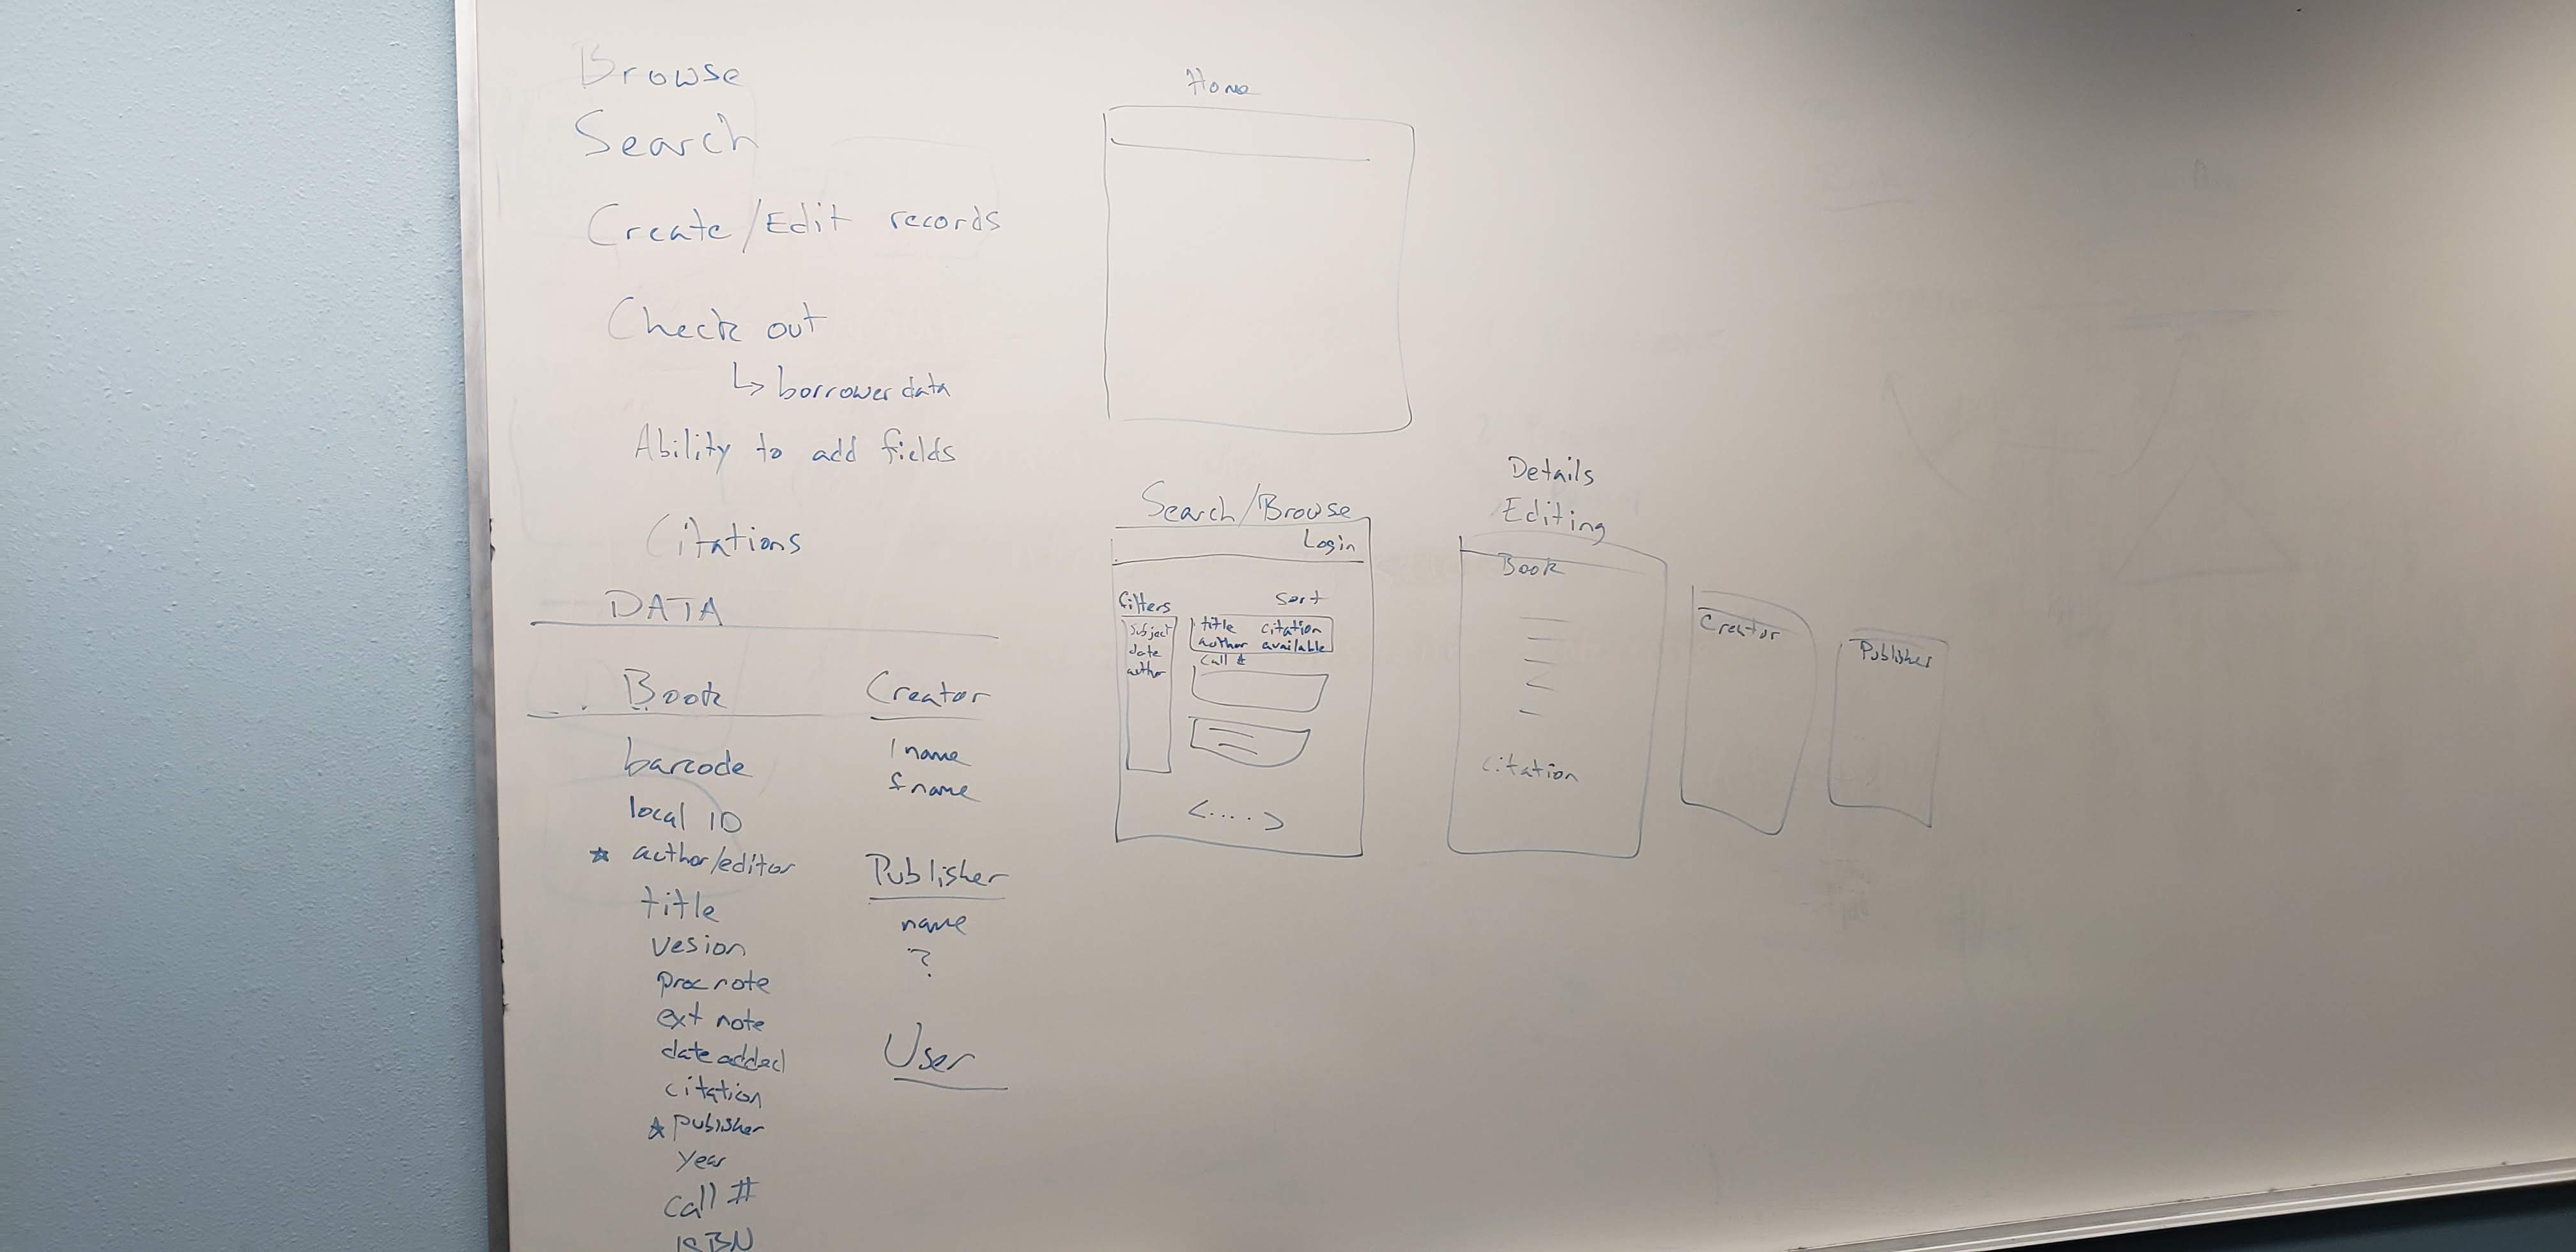 Browse
Search
Create/Edit records
Check out
↳ borrower data
Ability to add fields
Citations
DATA
Book
barcode
local ID
☆ author/editor
title
vesion
proc note
ext note
date added
citation
☆ publisher
year
call #
ISBN
Creator
lname
fname
Publisher
name
?
User
Home
Search/Browse
Login
filters
subject
date
author
sort
title citation
author available
call #
<....>
Details
Editing
Book
citation
Creator
Publisher